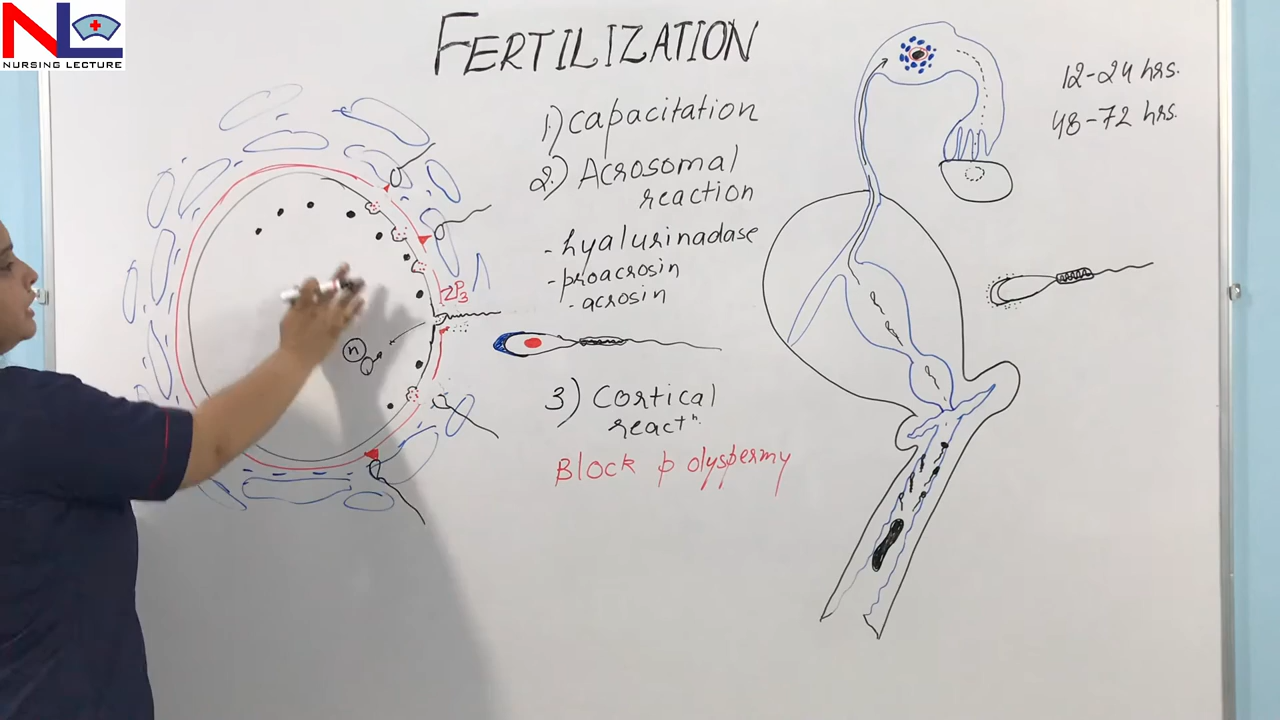 NL
NURSING LECTURE
FERTILIZATION
1) Capacitation
2.) Acrosomal
reaction
- hyalurinadase
- proacrosin
- acrosin
3) Cortical
reactⁿ.
Block polyspermy
ZP3
n
12-24 hrs.
48-72 hrs.